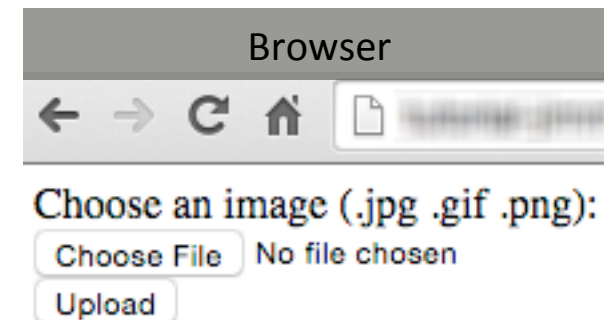 Browser
Choose an image (.jpg .gif .png):
Choose File No file chosen
Upload